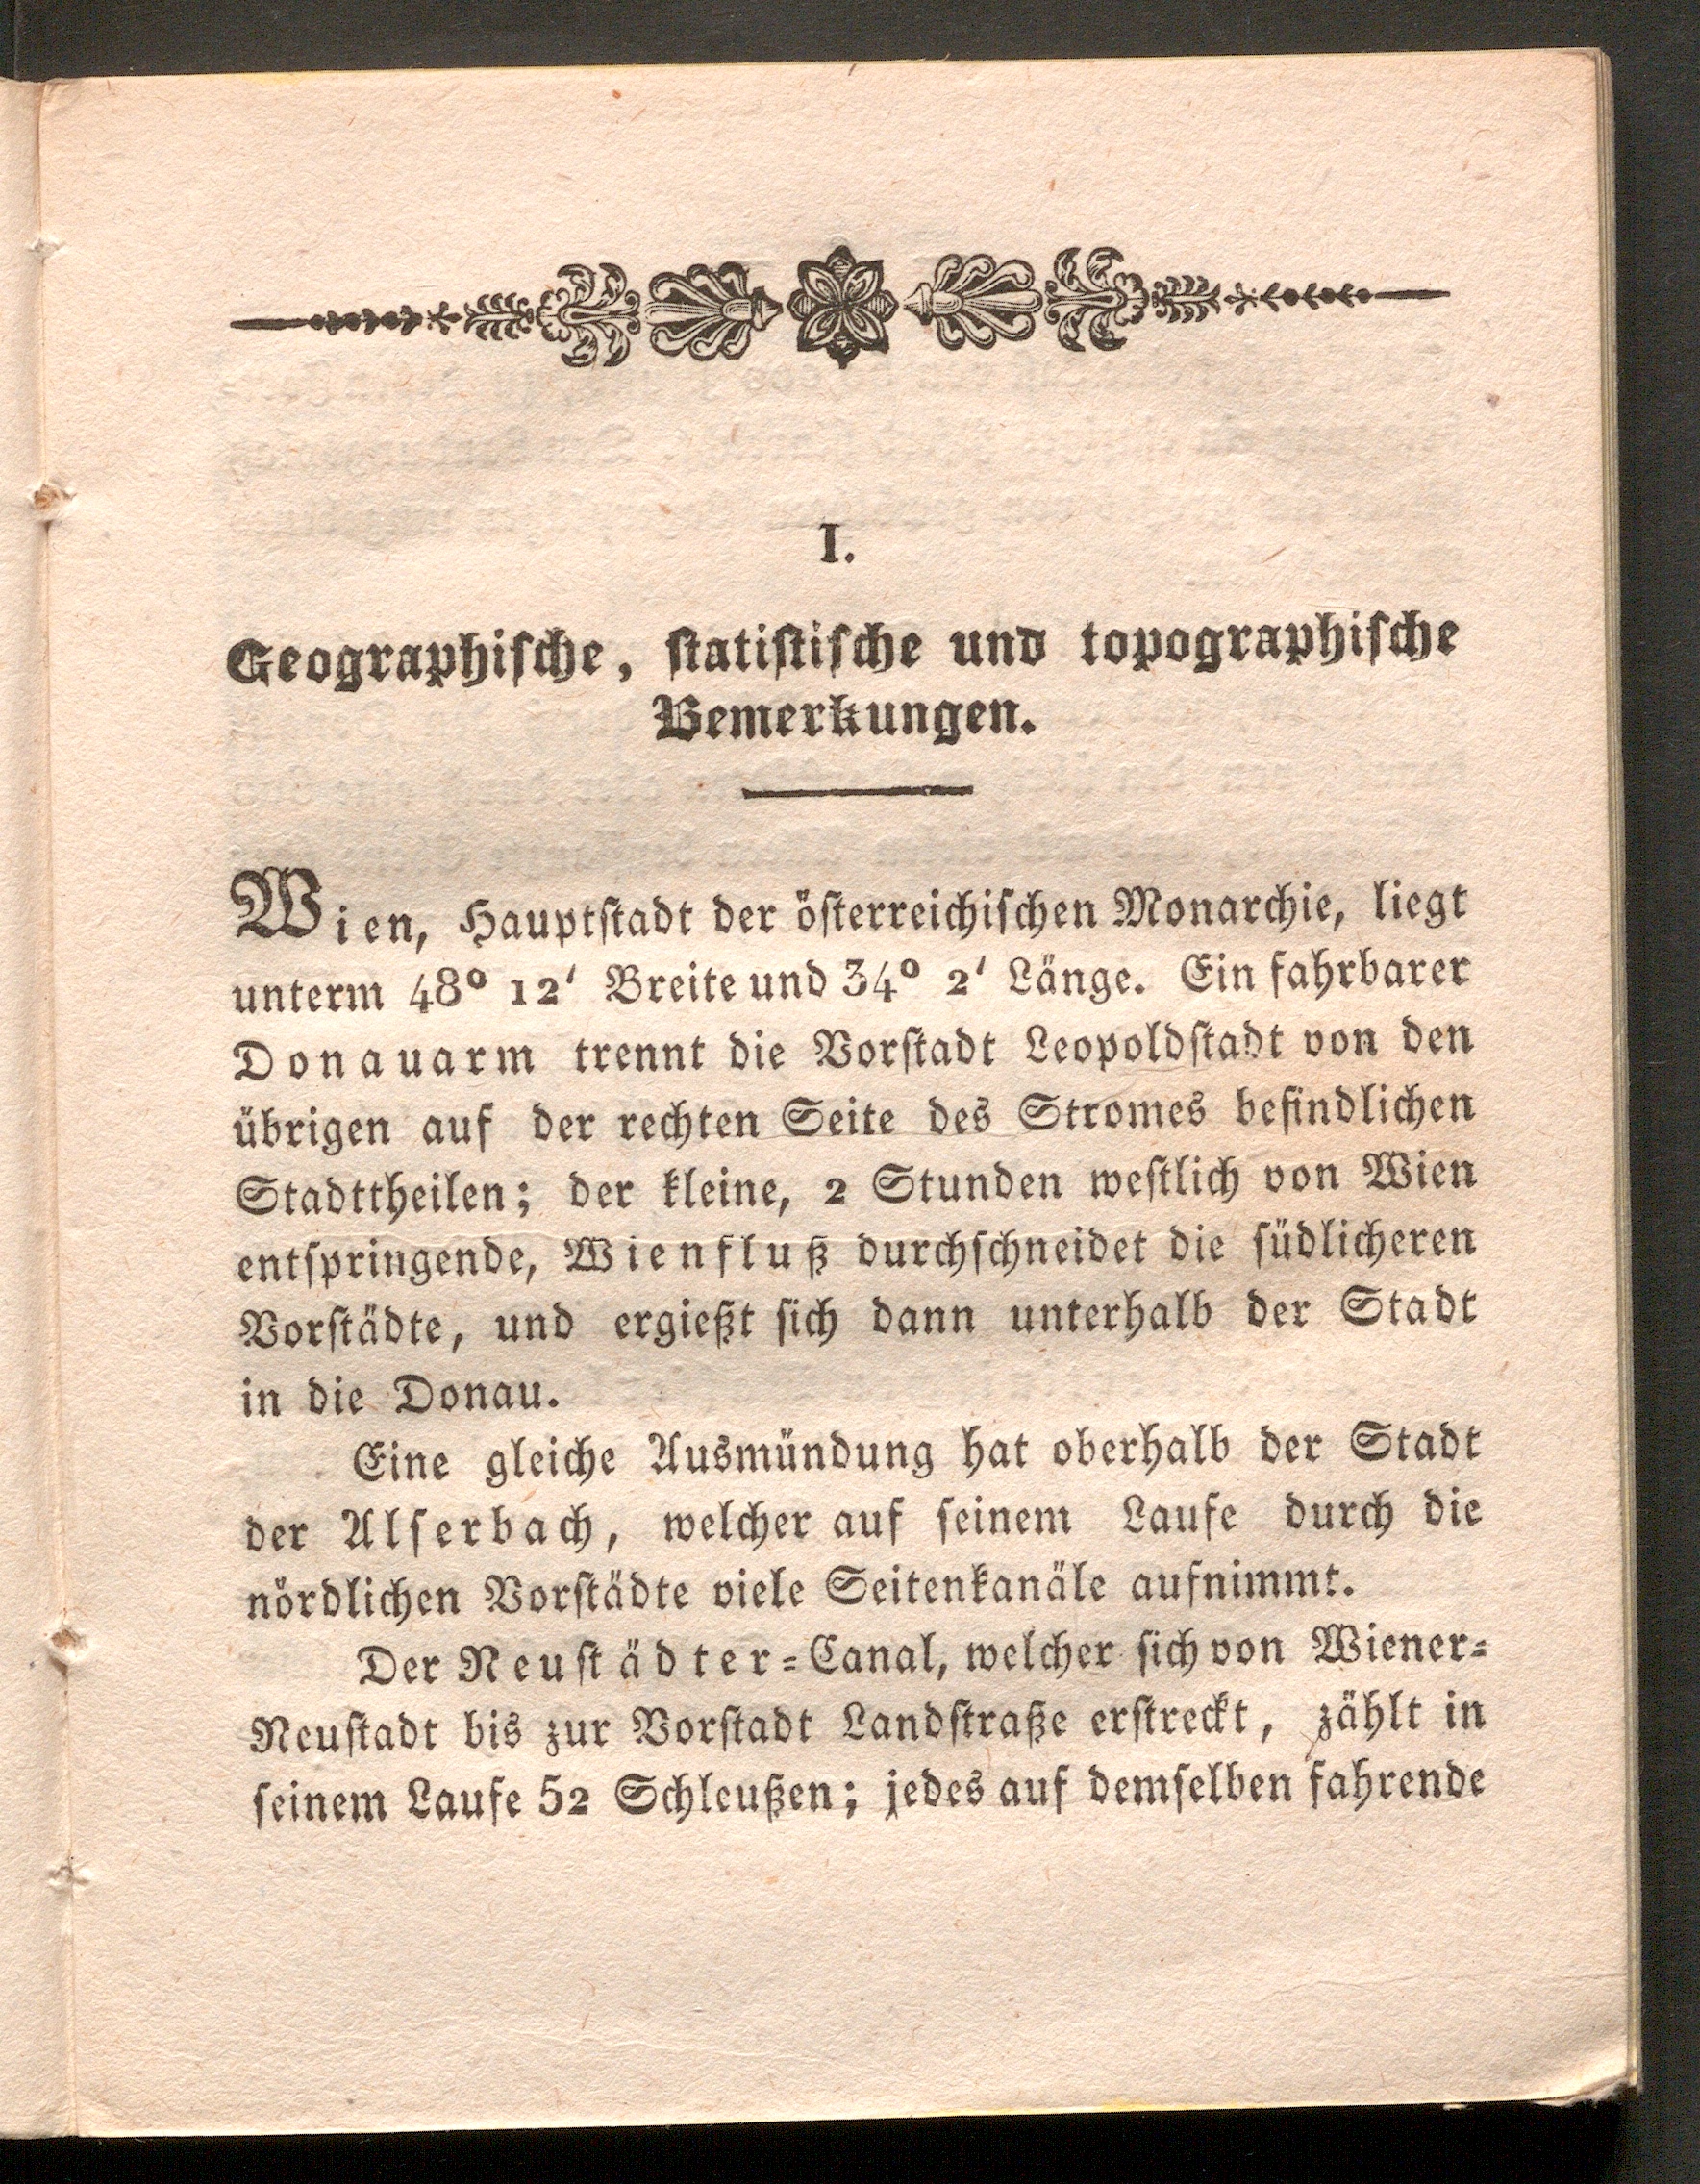 I.
Geographische, statistische und topographische
Bemerkungen.
Wien, Hauptstadt der österreichischen Monarchie, liegt
unterm 48° 12′ Breite und 34° 2′ Länge. Ein fahrbarer
Donauarm trennt die Vorstadt Leopoldstadt von den
übrigen auf der rechten Seite des Stromes befindlichen
Stadttheilen; der kleine, 2 Stunden westlich von Wien
entspringende, Wienfluß durchschneidet die südlicheren
Vorstädte, und ergießt sich dann unterhalb der Stadt
in die Donau.
Eine gleiche Ausmündung hat oberhalb der Stadt
der Alserbach, welcher auf seinem Laufe durch die
nördlichen Vorstädte viele Seitenkanäle aufnimmt.
Der Neustädter-Canal, welcher sich von Wiener-
Neustadt bis zur Vorstadt Landstraße erstreckt, zählt in
seinem Laufe 52 Schleußen; jedes auf demselben fahrende